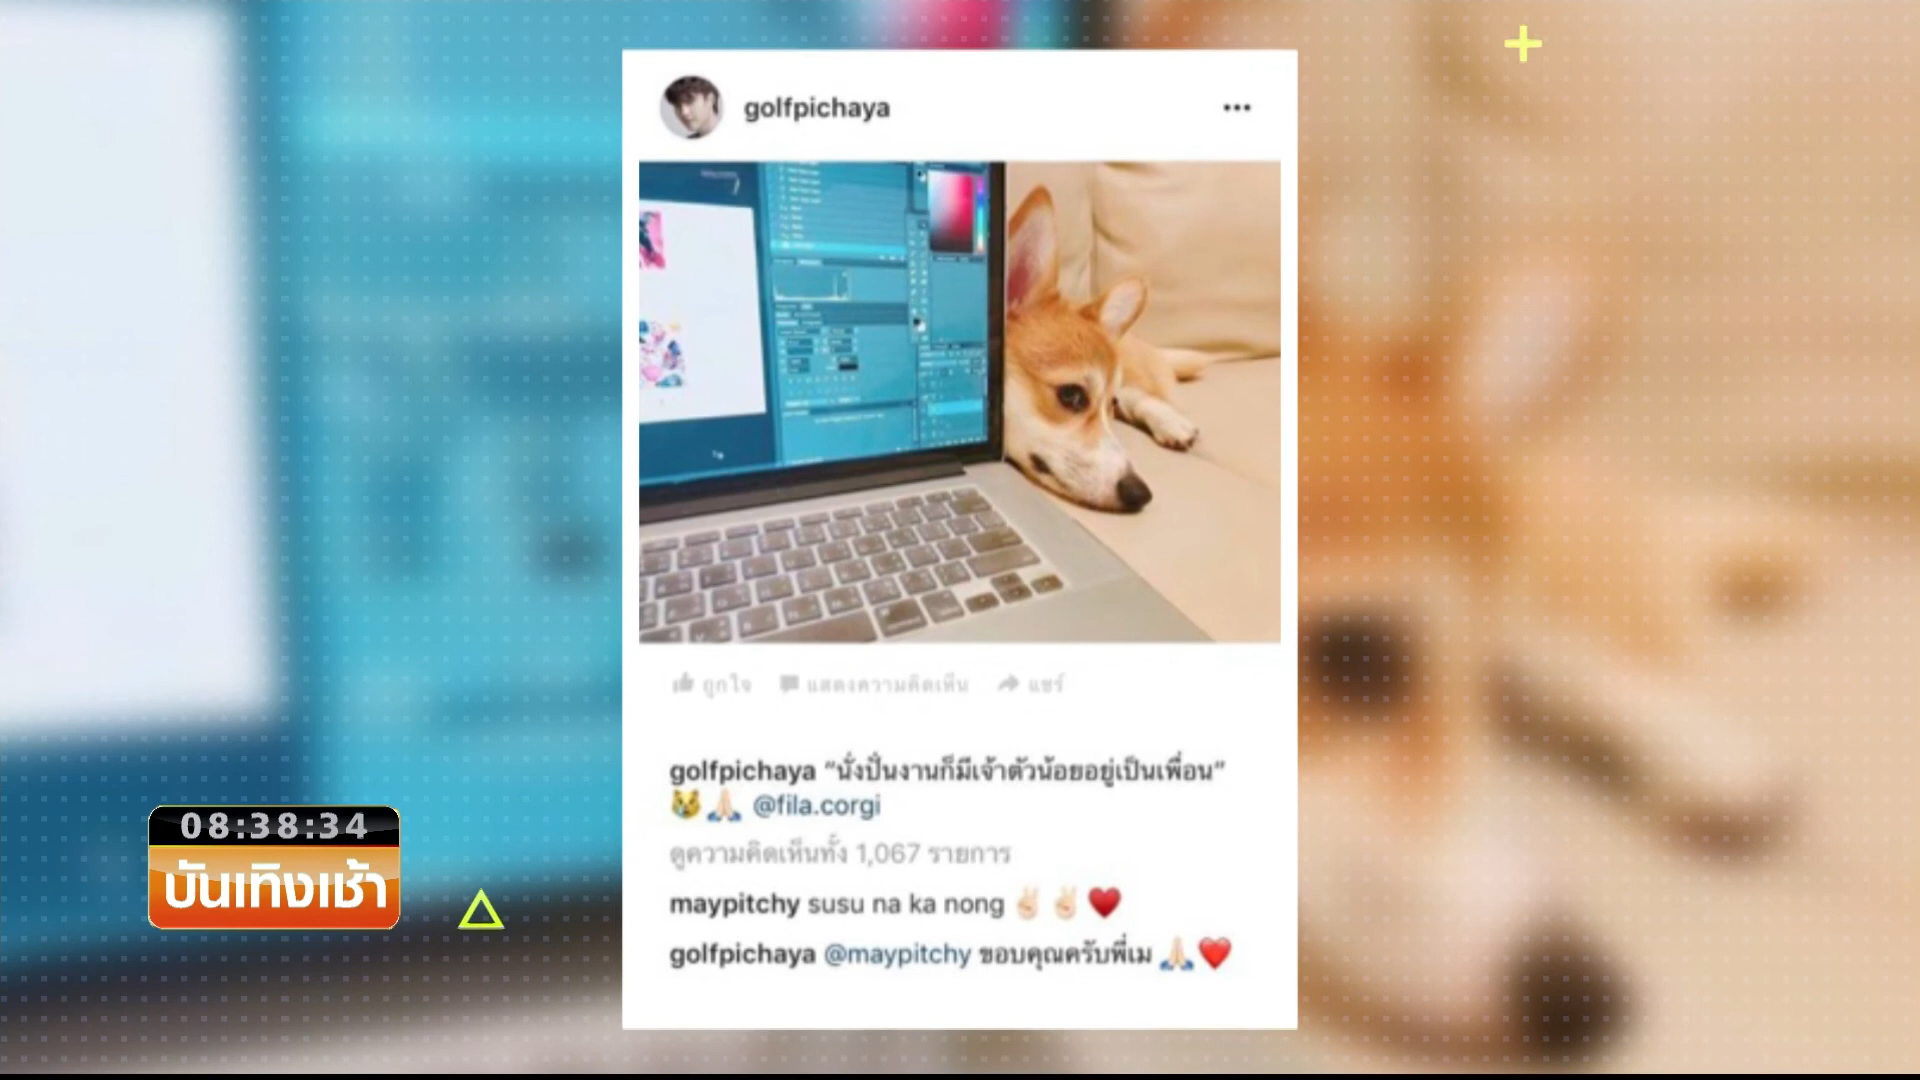 golfpichaya
ถูกใจ แสดงความคิดเห็น แชร์
golfpichaya “นั่งปั่นงานก็มีเจ้าตัวน้อยอยู่เป็นเพื่อน”
😿🙏🏻 @fila.corgi
ดูความคิดเห็นทั้ง 1,067 รายการ
maypitchy susu na ka nong ✌🏻✌🏻❤️
golfpichaya @maypitchy ขอบคุณครับพี่เม 🙏🏻❤️
08:38:34
บันเทิงเช้า